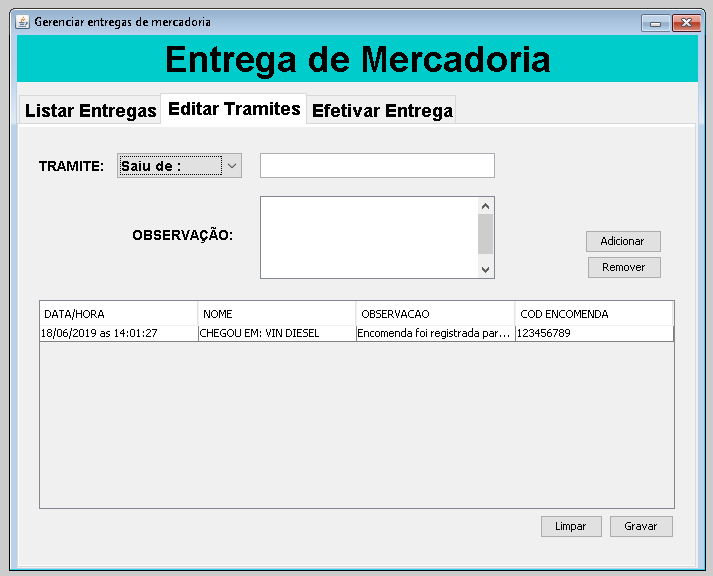 Gerenciar entregas de mercadoria
Entrega de Mercadoria
Listar Entregas Editar Tramites Efetivar Entrega
TRAMITE: Saiu de :
OBSERVAÇÃO:
Adicionar
Remover
DATA/HORA NOME OBSERVACAO COD ENCOMENDA
18/06/2019 as 14:01:27 CHEGOU EM: VIN DIESEL Encomenda foi registrada par... 123456789
Limpar Gravar